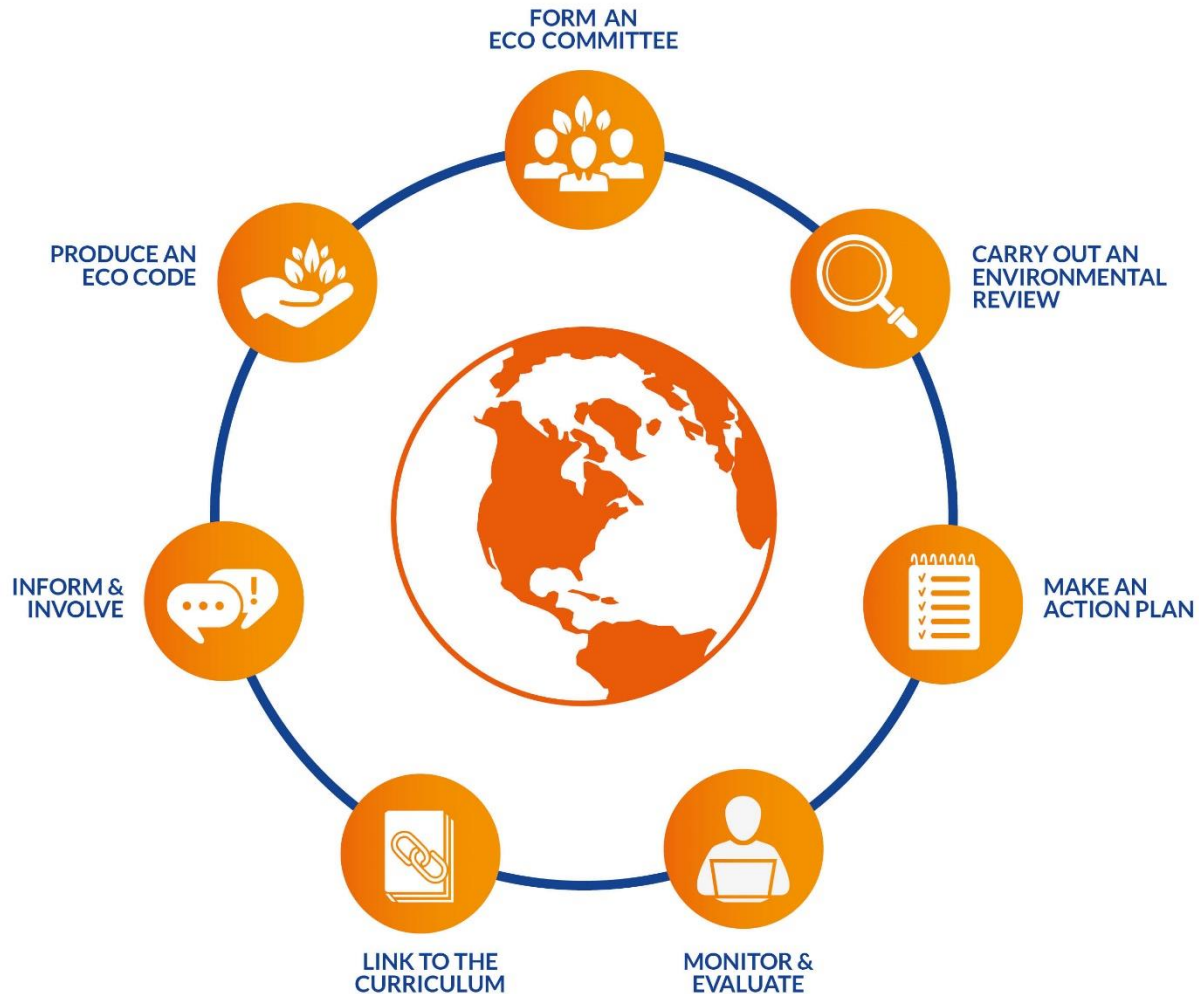 FORM AN
ECO COMMITTEE
CARRY OUT AN
ENVIRONMENTAL
REVIEW
MAKE AN
ACTION PLAN
MONITOR &
EVALUATE
LINK TO THE
CURRICULUM
INFORM &
INVOLVE
PRODUCE AN
ECO CODE